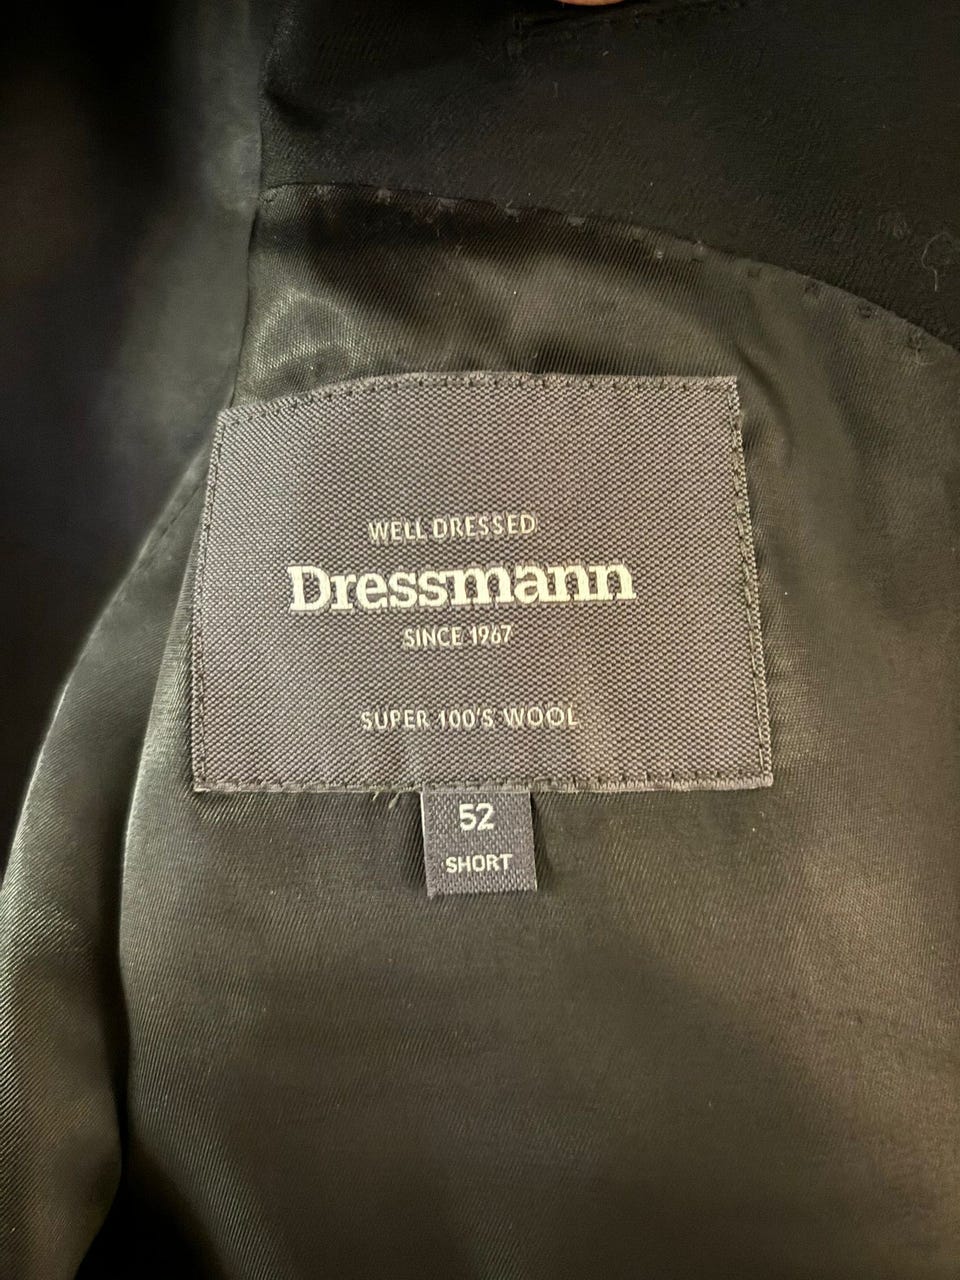 WELL DRESSED
Dressmann
SINCE 1967
SUPER 100'S WOOL
52
SHORT